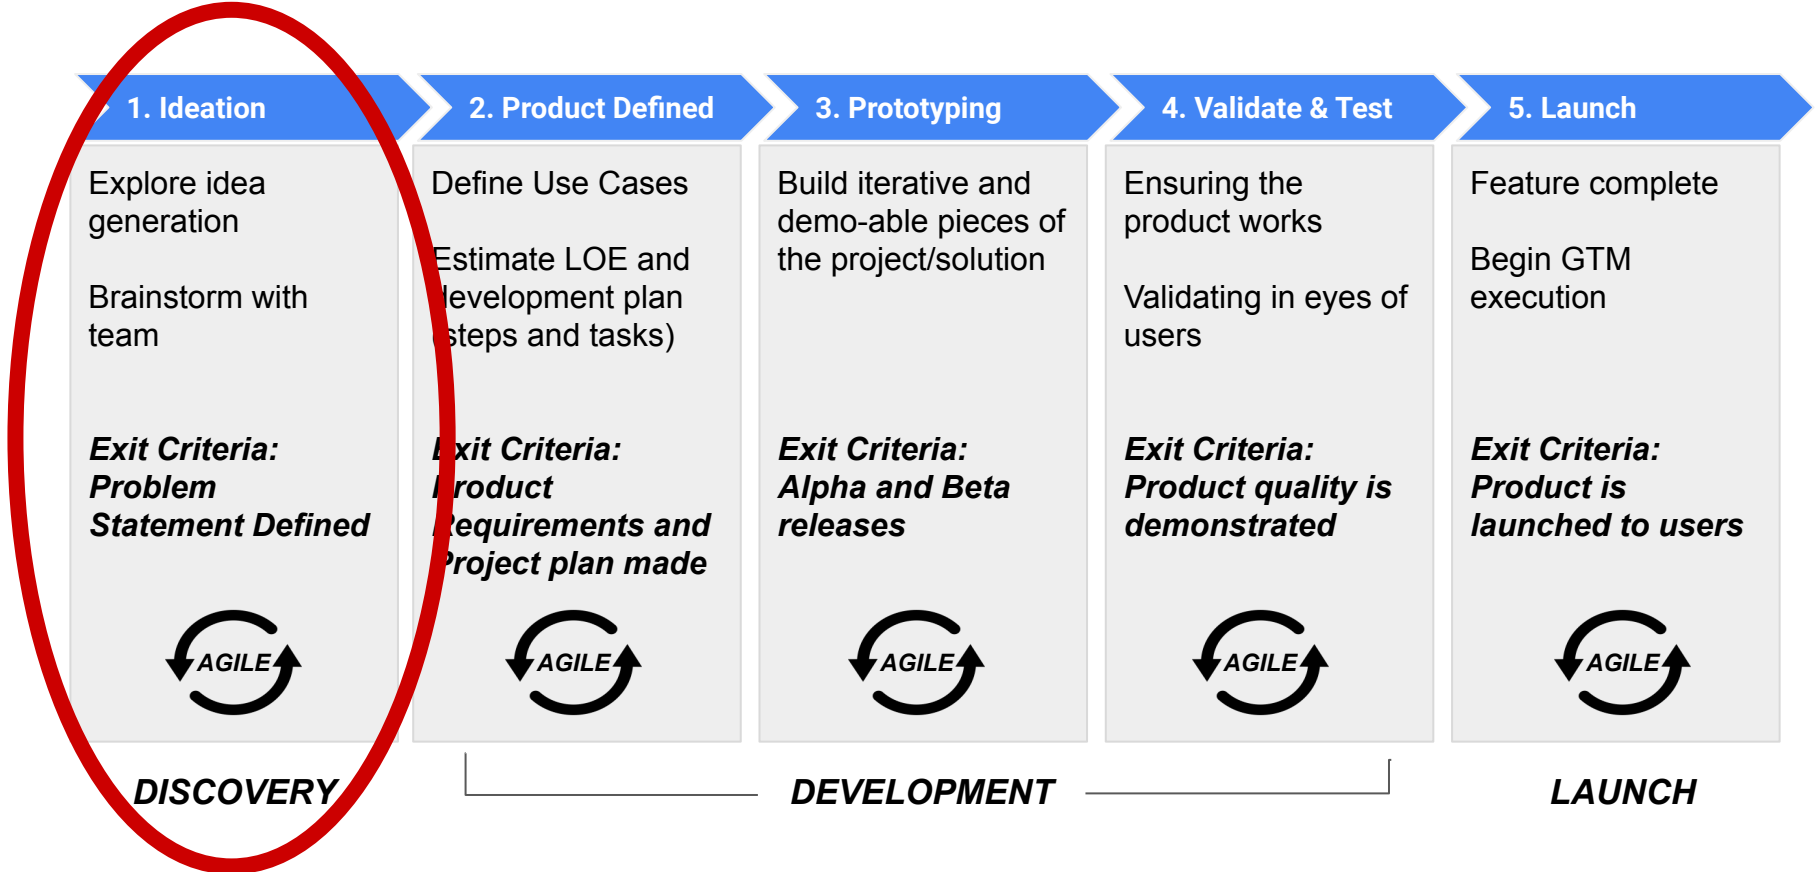 1. Ideation
Explore idea
generation
Brainstorm with
team
Exit Criteria:
Problem
Statement Defined
AGILE
2. Product Defined
Define Use Cases
Estimate LOE and
development plan
(steps and tasks)
Exit Criteria:
Product
Requirements and
Project plan made
AGILE
3. Prototyping
Build iterative and
demo-able pieces of
the project/solution
Exit Criteria:
Alpha and Beta
releases
AGILE
4. Validate & Test
Ensuring the
product works
Validating in eyes of
users
Exit Criteria:
Product quality is
demonstrated
AGILE
5. Launch
Feature complete
Begin GTM
execution
Exit Criteria:
Product is
launched to users
AGILE
DISCOVERY
DEVELOPMENT
LAUNCH